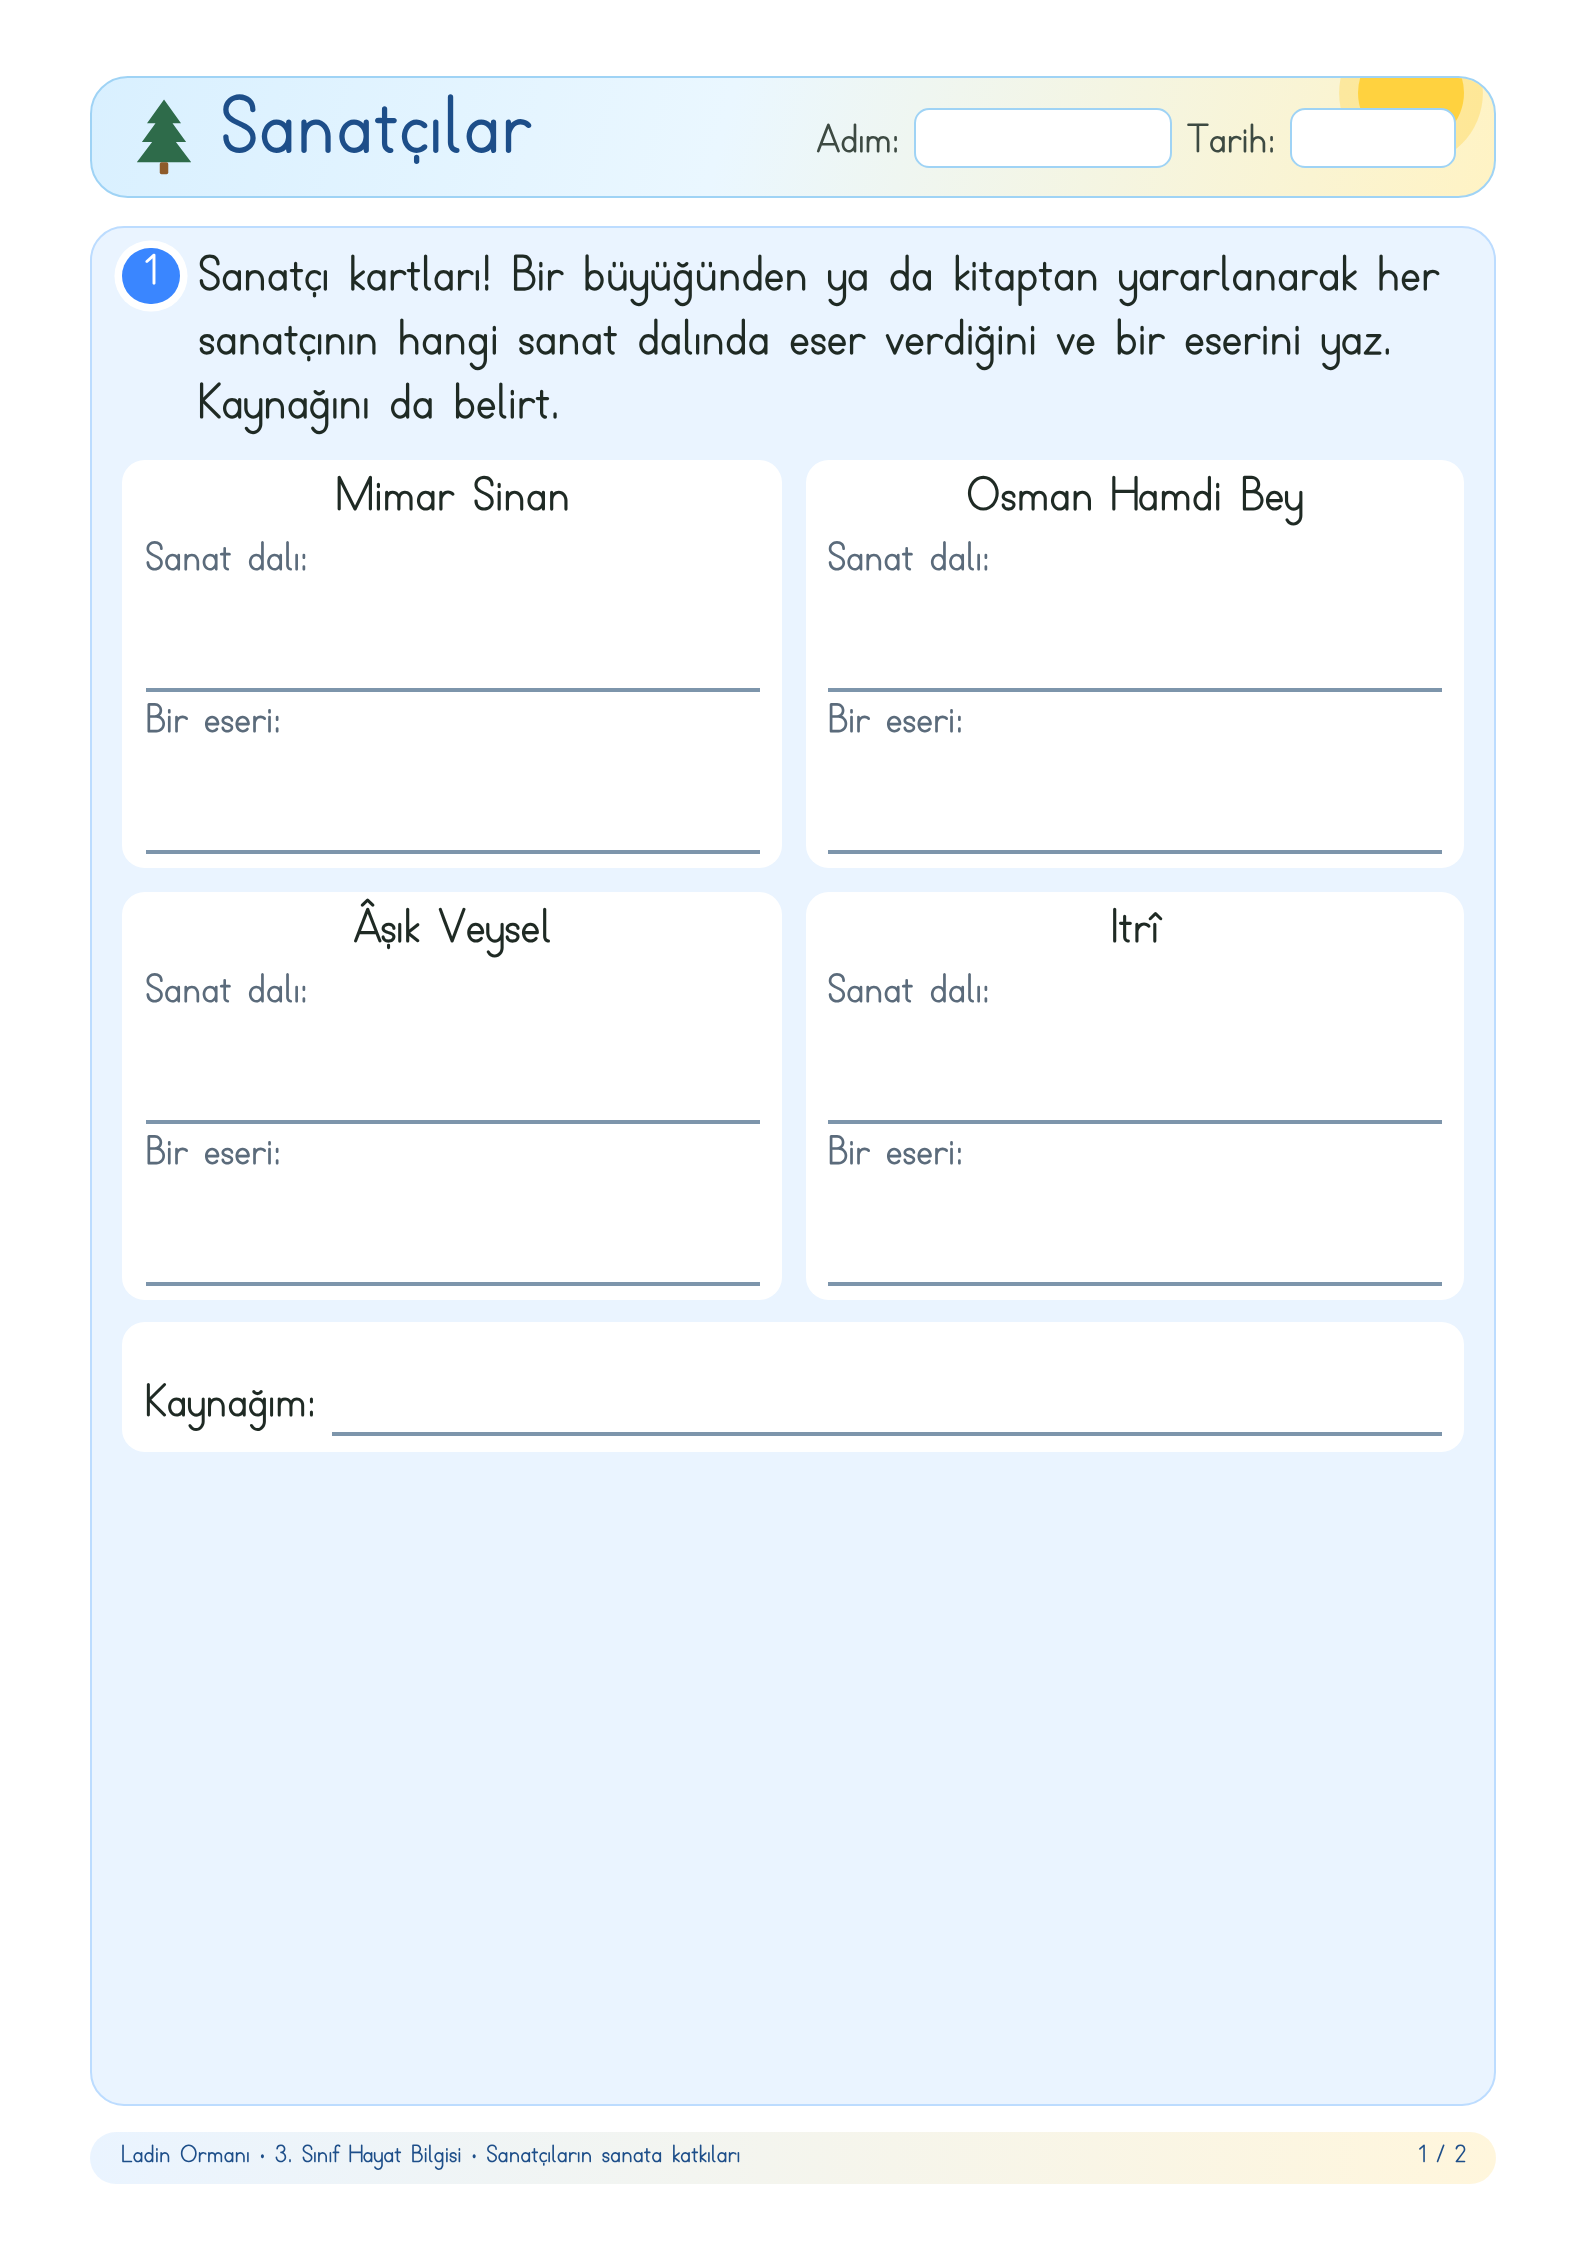 Sanatçılar
Adım:
Tarih:
1
Sanatçı kartları! Bir büyüğünden ya da kitaptan yararlanarak her
sanatçının hangi sanat dalında eser verdiğini ve bir eserini yaz.
Kaynağını da belirt.
Mimar Sinan
Sanat dalı:
Bir eseri:
Osman Hamdi Bey
Sanat dalı:
Bir eseri:
Âşık Veysel
Sanat dalı:
Bir eseri:
Itrî
Sanat dalı:
Bir eseri:
Kaynağım:
Ladin Ormanı • 3. Sınıf Hayat Bilgisi • Sanatçıların sanata katkıları
1 / 2